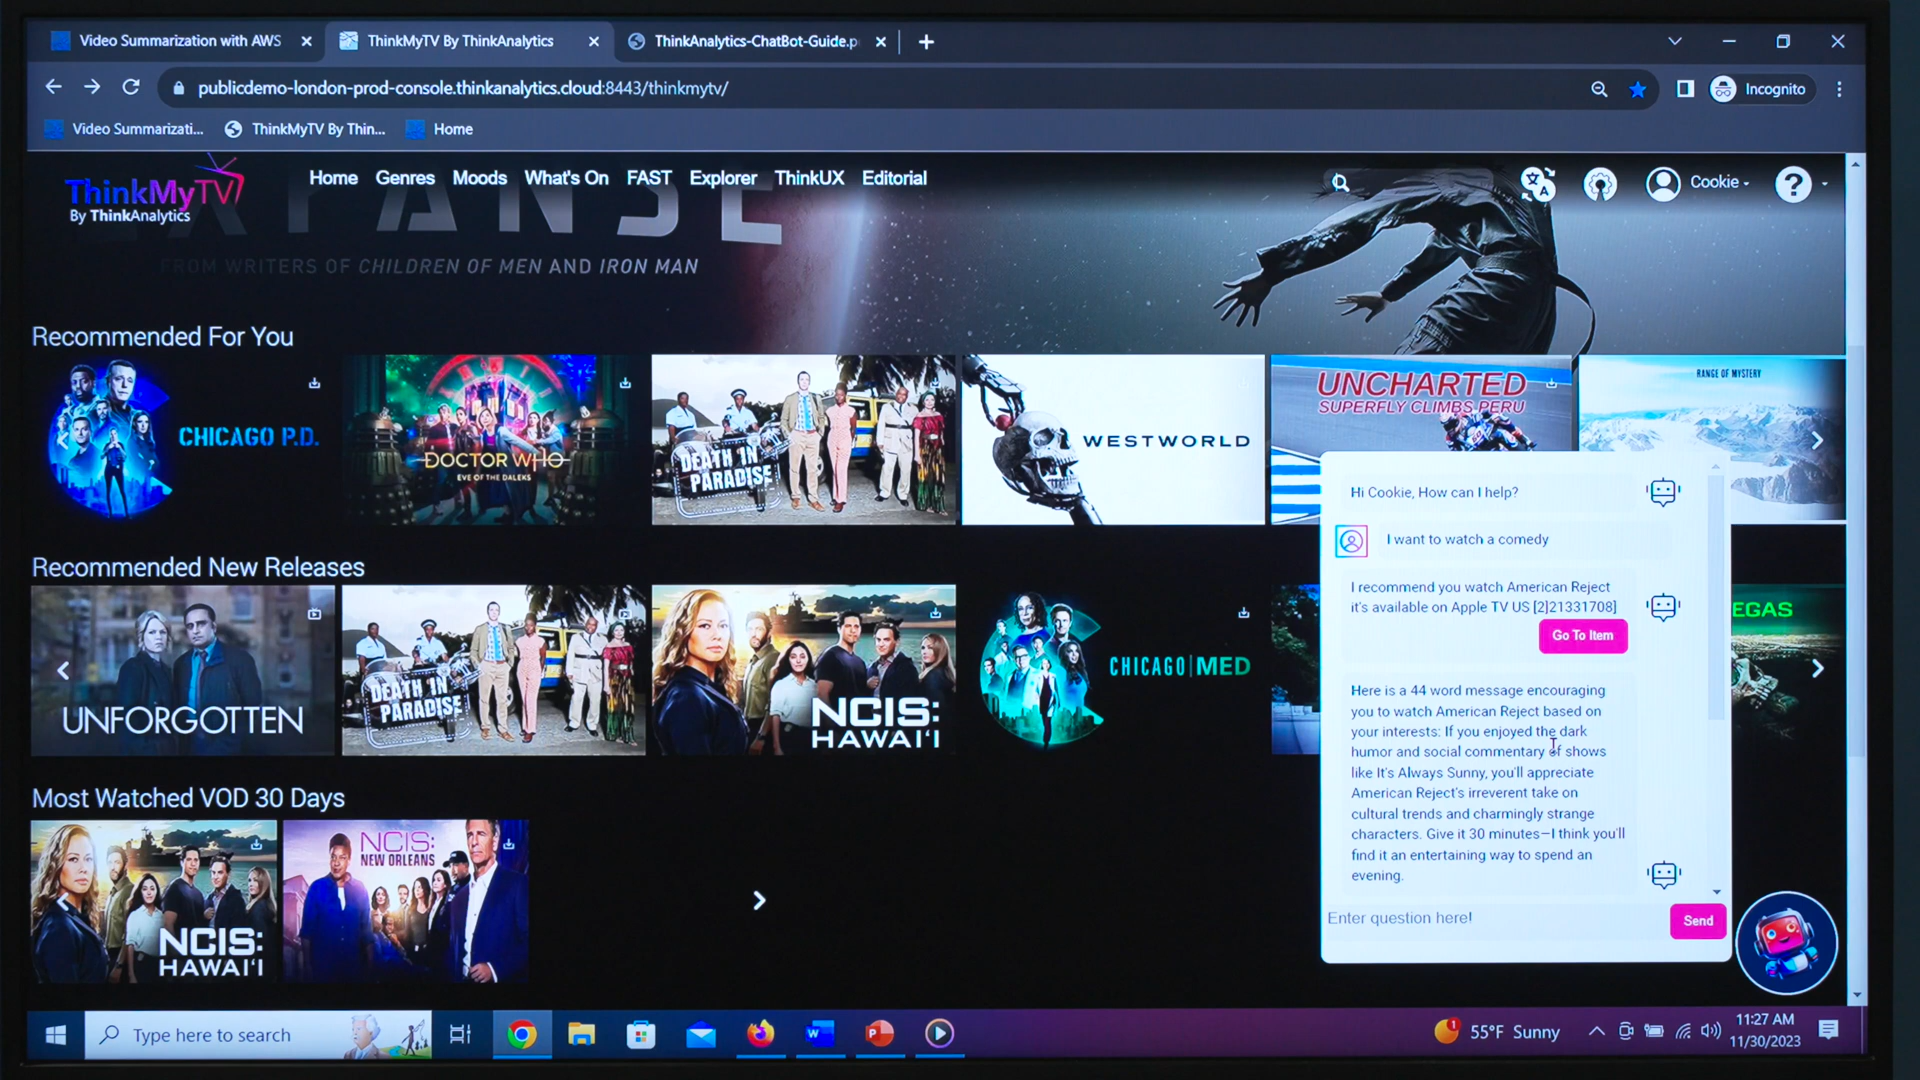 Video Summarization with AWS
ThinkMyTV By ThinkAnalytics
ThinkAnalytics-ChatBot-Guide.p
publicdemo-london-prod-console.thinkanalytics.cloud:8443/thinkmytv/
Incognito
Video Summarizati...
ThinkMyTV By Thin...
Home
ThinkMyTV
By ThinkAnalytics
Home Genres Moods What's On FAST Explorer ThinkUX Editorial
Cookie
?
XPANSE
FROM WRITERS OF CHILDREN OF MEN AND IRON MAN
Recommended For You
CHICAGO P.D.
DOCTOR WHO
EVE OF THE DALEKS
DEATH IN
PARADISE
WESTWORLD
UNCHARTED
SUPERFLY CLIMBS PERU
RANGE OF MYSTERY
Recommended New Releases
UNFORGOTTEN
DEATH IN
PARADISE
NCIS:
HAWAI'I
CHICAGO MED
EGAS
Most Watched VOD 30 Days
NCIS:
HAWAI'I
NCIS:
NEW ORLEANS
Hi Cookie, How can I help?
I want to watch a comedy
I recommend you watch American Reject
it's available on Apple TV US [2]21331708]
Go To Item
Here is a 44 word message encouraging
you to watch American Reject based on
your interests: If you enjoyed the dark
humor and social commentary of shows
like It's Always Sunny, you'll appreciate
American Reject's irreverent take on
cultural trends and charmingly strange
characters. Give it 30 minutes—I think you'll
find it an entertaining way to spend an
evening.
Enter question here!
Send
Type here to search
1
55°F Sunny
11:27 AM
11/30/2023